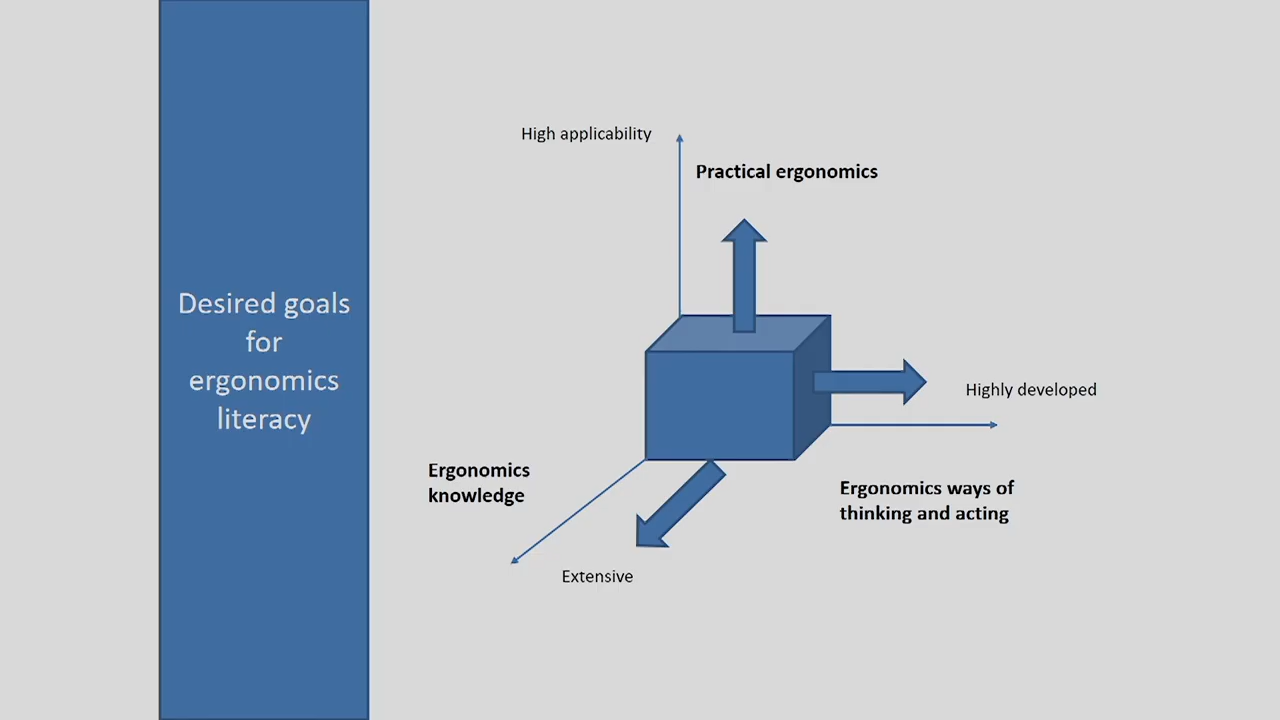 Desired goals
for
ergonomics
literacy
High applicability
Practical ergonomics
Highly developed
Ergonomics
knowledge
Ergonomics ways of
thinking and acting
Extensive